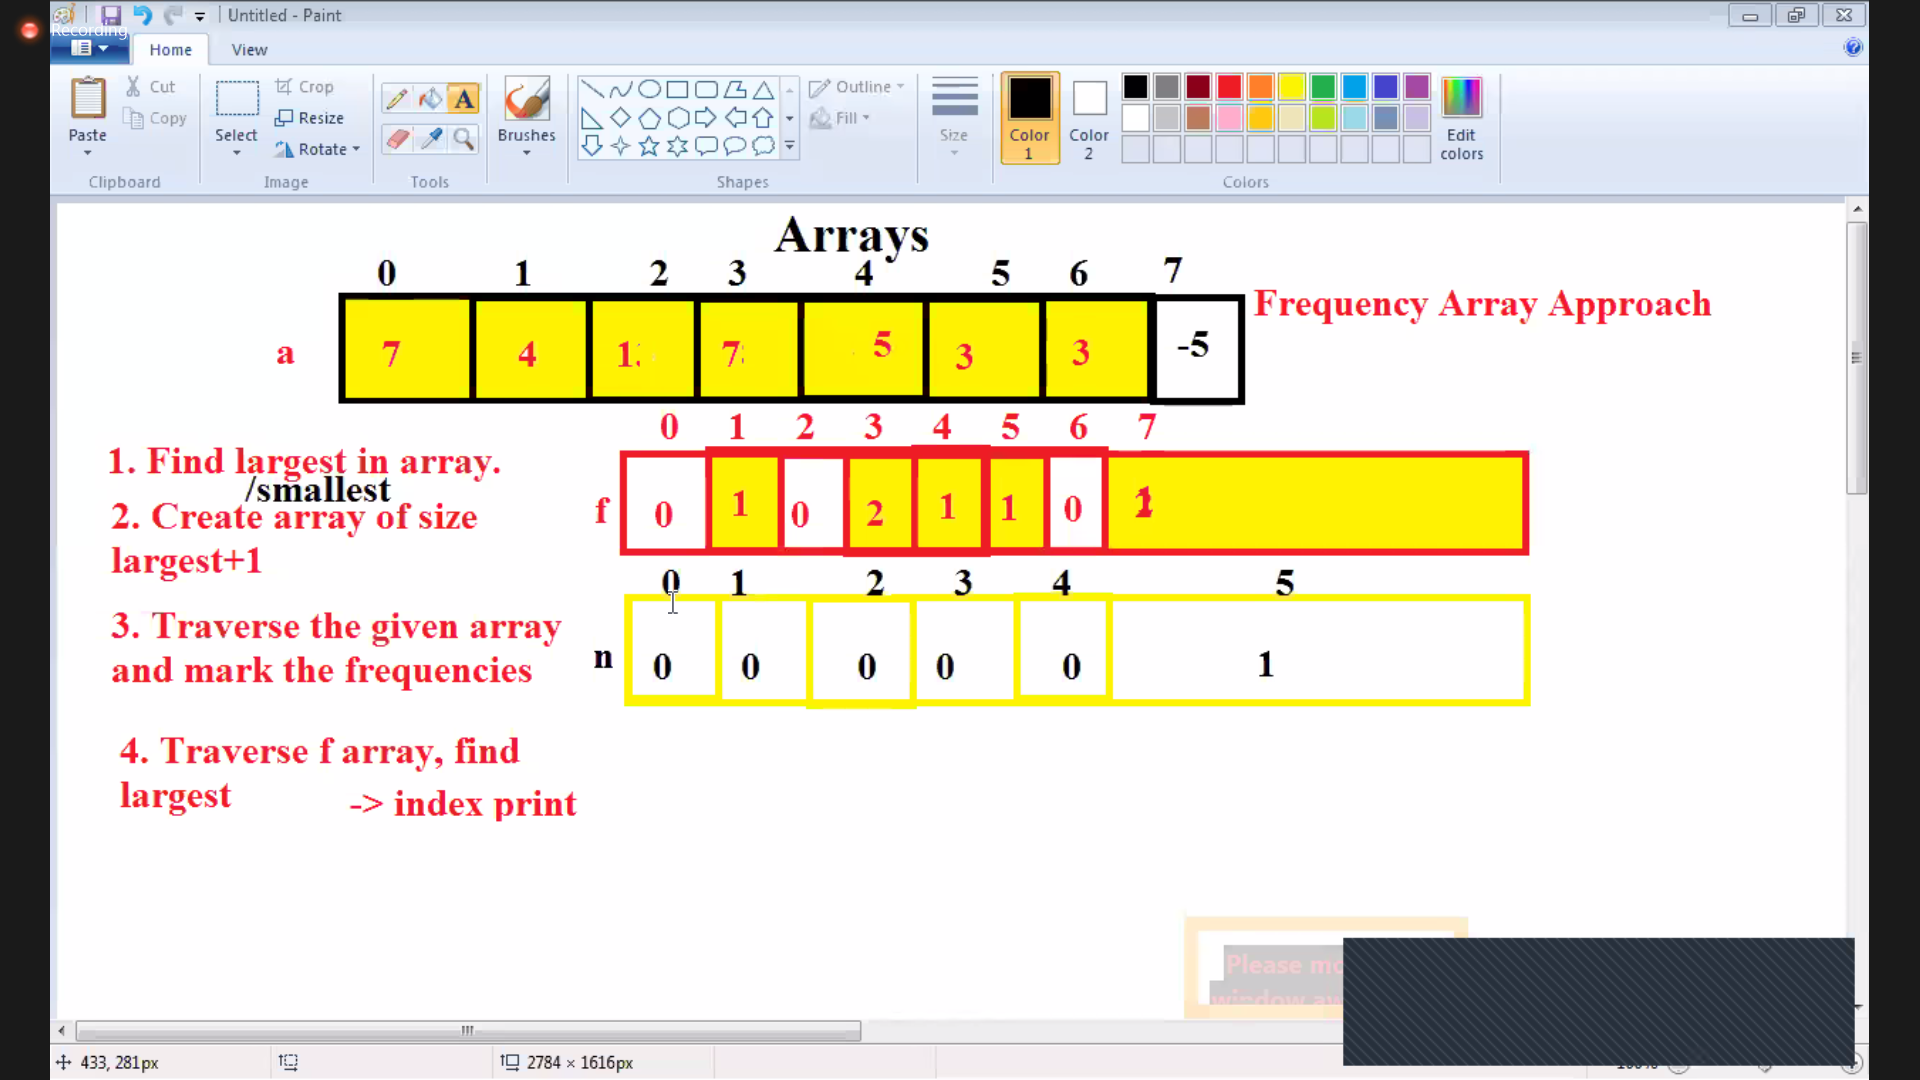 Recording
Untitled - Paint
Home View
Cut
Copy
Paste
Clipboard
Crop
Resize
Rotate
Select
Image
Tools
Brushes
Outline
Fill
Shapes
Size
Color 1
Color 2
Edit colors
Colors
Arrays
0 1 2 3 4 5 6 7
Frequency Array Approach
a 7 4 1 7 5 3 3 -5
0 1 2 3 4 5 6 7
1. Find largest in array.
/smallest
2. Create array of size
largest+1
f 0 1 0 2 1 1 0
0 1 2 3 4 5
3. Traverse the given array
and mark the frequencies
n 0 0 0 0 0 1
4. Traverse f array, find
largest
-> index print
Please
window
433, 281px
2784 × 1616px